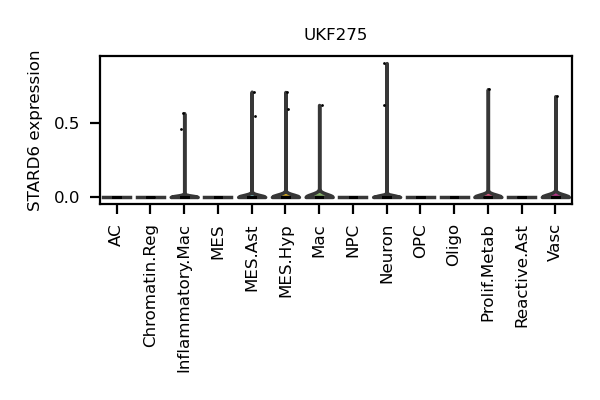 UKF275
STARD6 expression
0.5
0.0
AC
Chromatin.Reg
Inflammatory.Mac
MES
MES.Ast
MES.Hyp
Mac
NPC
Neuron
OPC
Oligo
Prolif.Metab
Reactive.Ast
Vasc